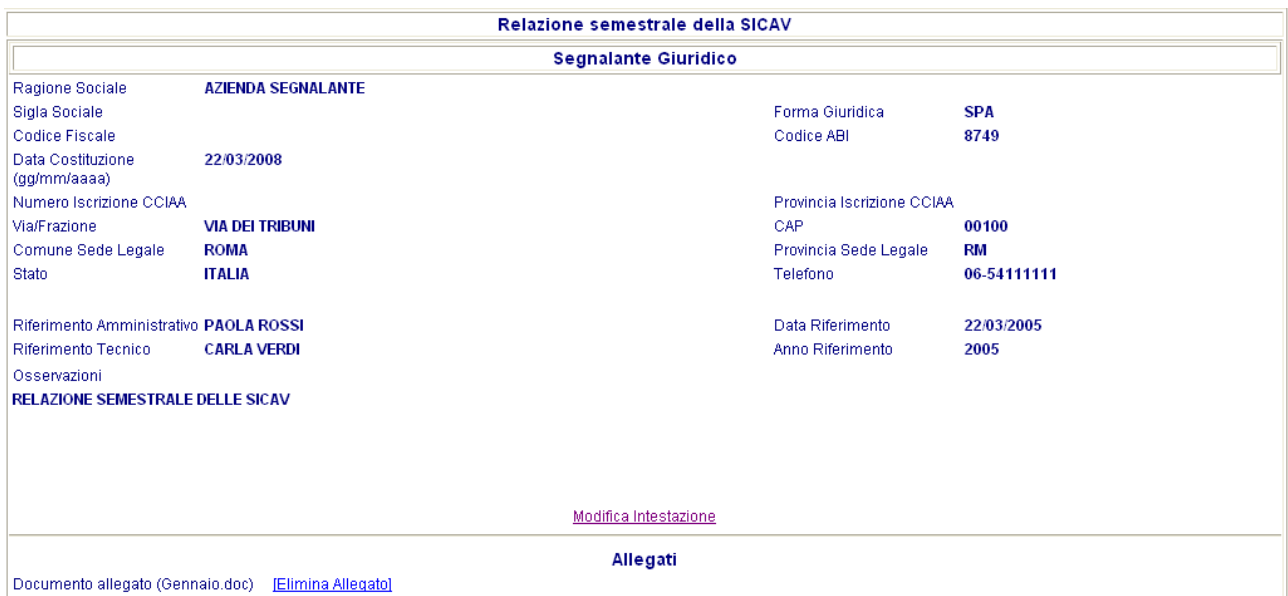 Relazione semestrale della SICAV
Segnalante Giuridico
Ragione Sociale AZIENDA SEGNALANTE
Sigla Sociale Forma Giuridica SPA
Codice Fiscale Codice ABI 8749
Data Costituzione 22/03/2008
(gg/mm/aaaa)
Numero Iscrizione CCIAA Provincia Iscrizione CCIAA
Via/Frazione VIA DEI TRIBUNI CAP 00100
Comune Sede Legale ROMA Provincia Sede Legale RM
Stato ITALIA Telefono 06-54111111
Riferimento Amministrativo PAOLA ROSSI Data Riferimento 22/03/2005
Riferimento Tecnico CARLA VERDI Anno Riferimento 2005
Osservazioni
RELAZIONE SEMESTRALE DELLE SICAV
Modifica Intestazione
Allegati
Documento allegato (Gennaio.doc) [Elimina Allegato]